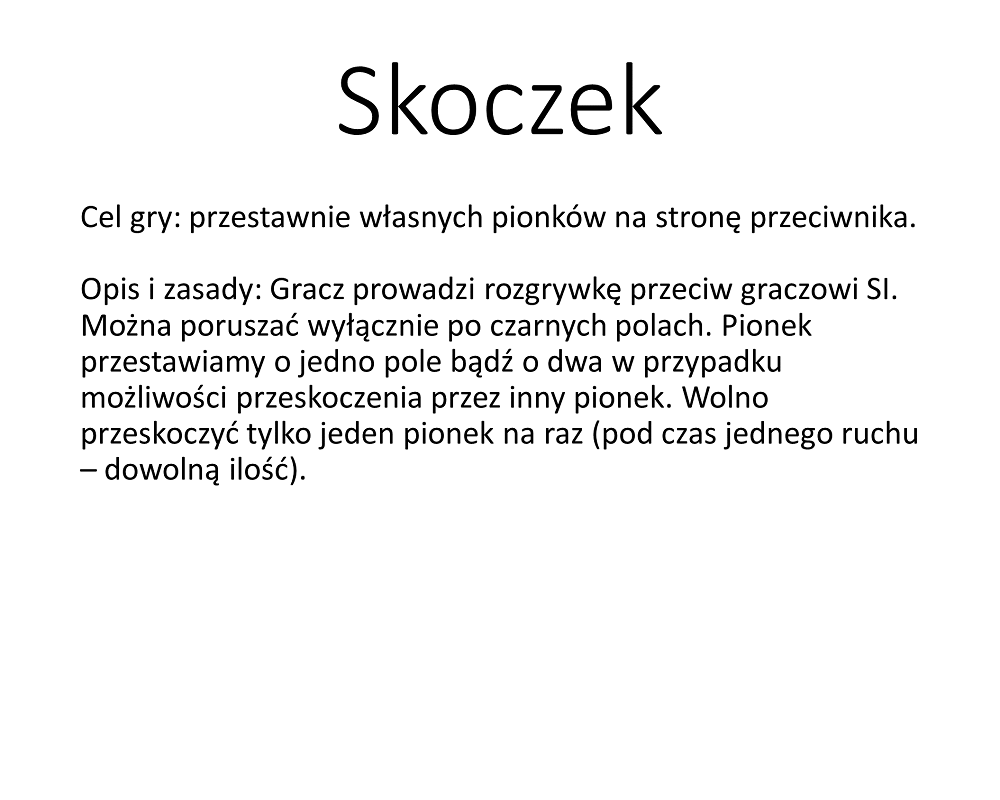 Skoczek
Cel gry: przestawnie własnych pionków na stronę przeciwnika.
Opis i zasady: Gracz prowadzi rozgrywkę przeciw graczowi SI.
Można poruszać wyłącznie po czarnych polach. Pionek
przestawiamy o jedno pole bądź o dwa w przypadku
możliwości przeskoczenia przez inny pionek. Wolno
przeskoczyć tylko jeden pionek na raz (pod czas jednego ruchu
– dowolną ilość).